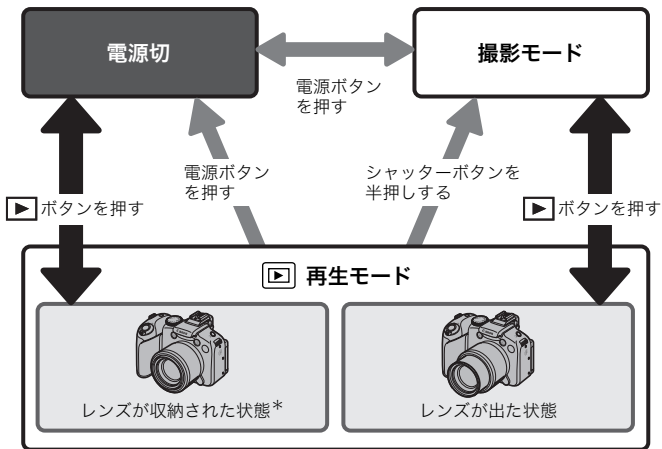 電源切
撮影モード
電源ボタン
を押す
電源ボタン
を押す
シャッターボタンを
半押しする
ボタンを押す
ボタンを押す
再生モード
レンズが収納された状態*
レンズが出た状態